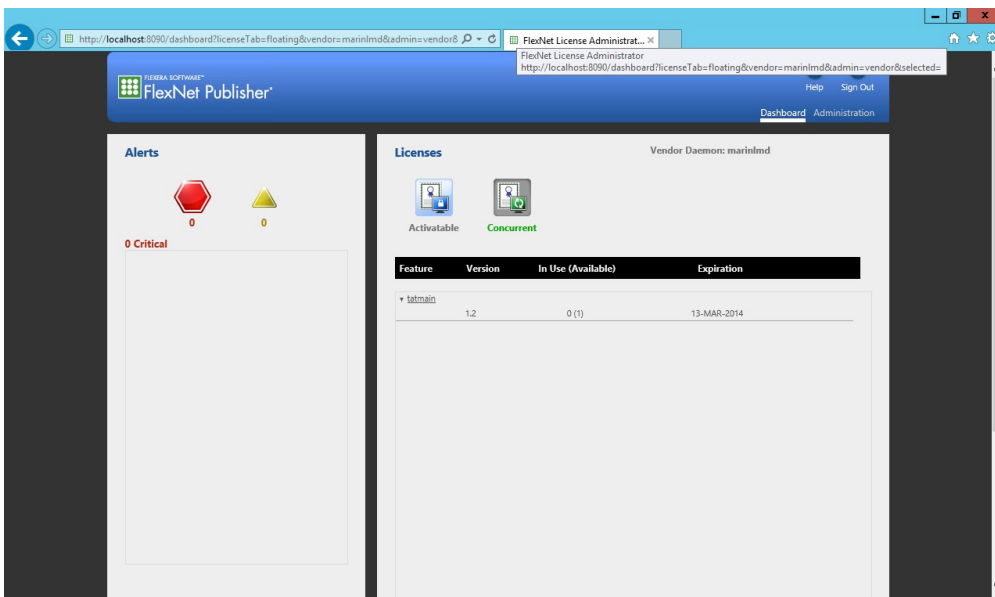 http://localhost:8090/dashboard?licenseTab=floating&vendor=marinlmd&admin=vendor&
FlexNet License Administrat...
FlexNet License Administrator
http://localhost:8090/dashboard?licenseTab=floating&vendor=marinlmd&admin=vendor&selected=
FLEXERA SOFTWARE™
FlexNet Publisher
Help Sign Out
Dashboard Administration
Alerts
0 0
0 Critical
Licenses
Vendor Daemon: marinlmd
Activatable Concurrent
Feature Version In Use (Available) Expiration
tatmain
1.2 0 (1) 13-MAR-2014